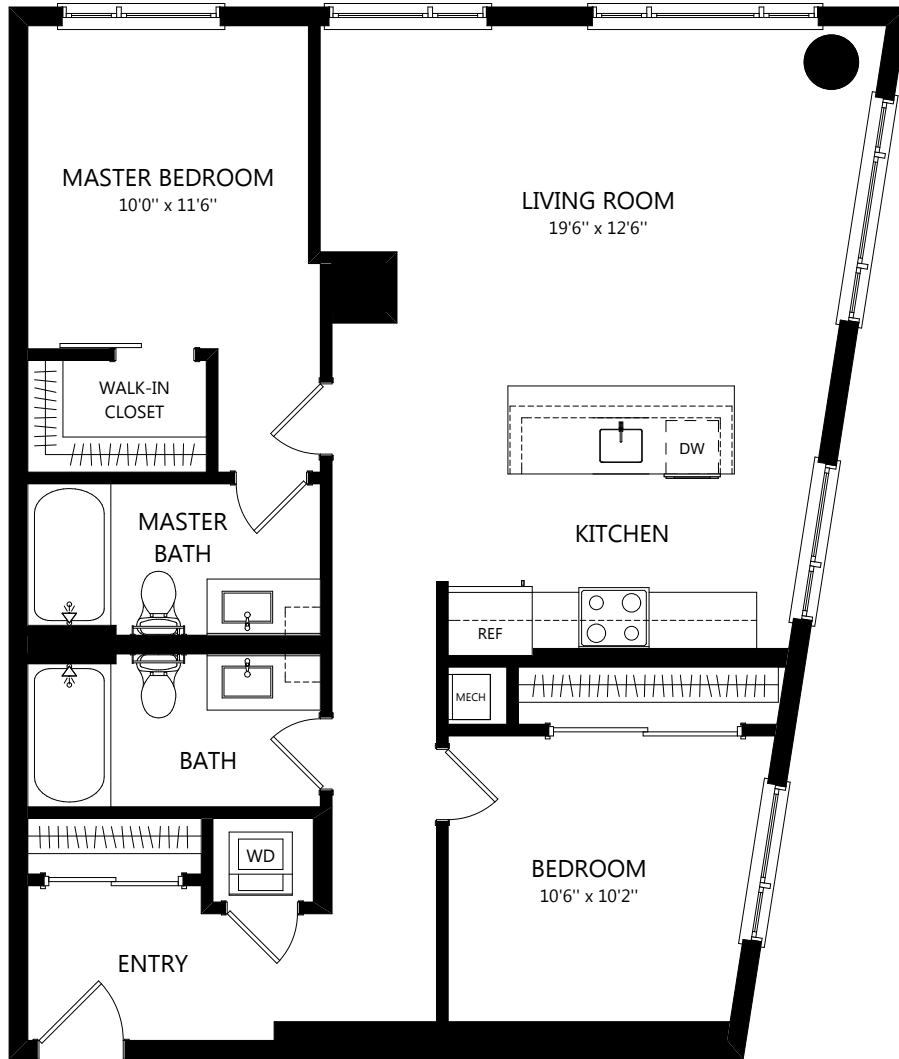 MASTER BEDROOM
10'0'' x 11'6''
LIVING ROOM
19'6'' x 12'6''
WALK-IN
CLOSET
DW
MASTER
BATH
KITCHEN
REF
MECH
BATH
WD
BEDROOM
10'6'' x 10'2''
ENTRY